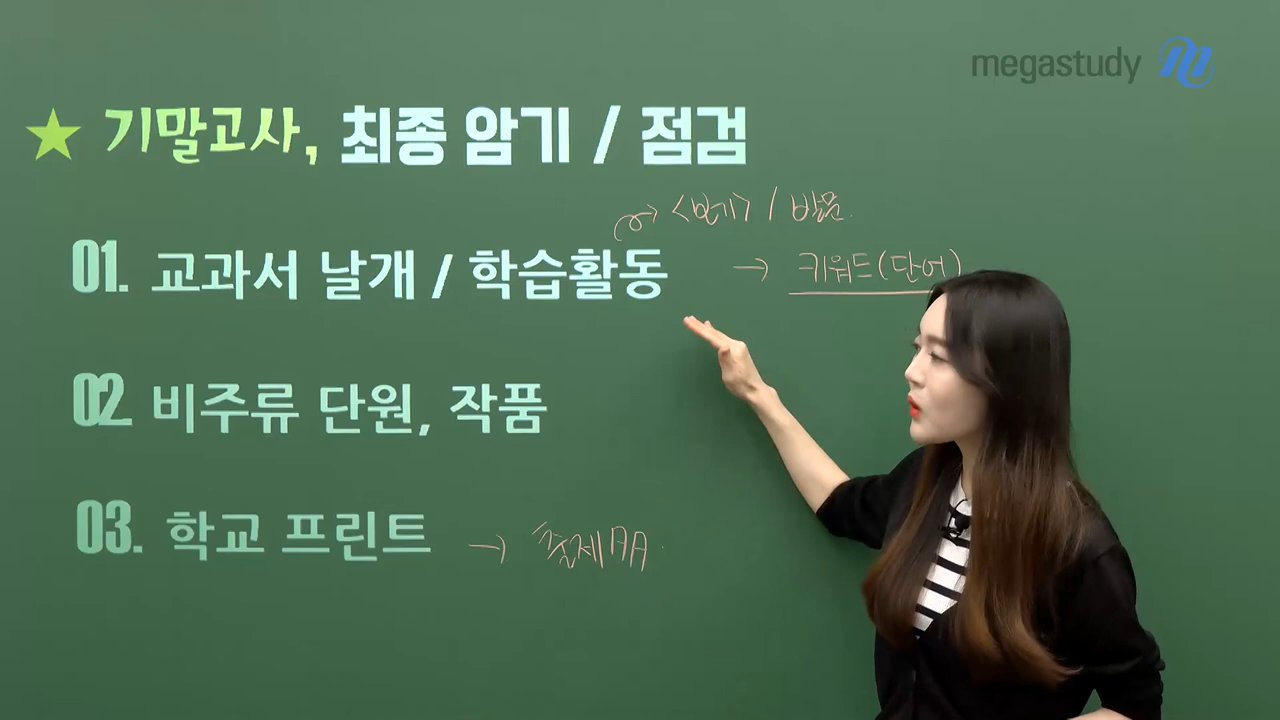 megastudy
★ 기말고사, 최종 암기 / 점검
<보기> / 발문.
01. 교과서 날개 / 학습활동 → 키워드(단어)
02. 비주류 단원, 작품
03. 학교 프린트 → 출제